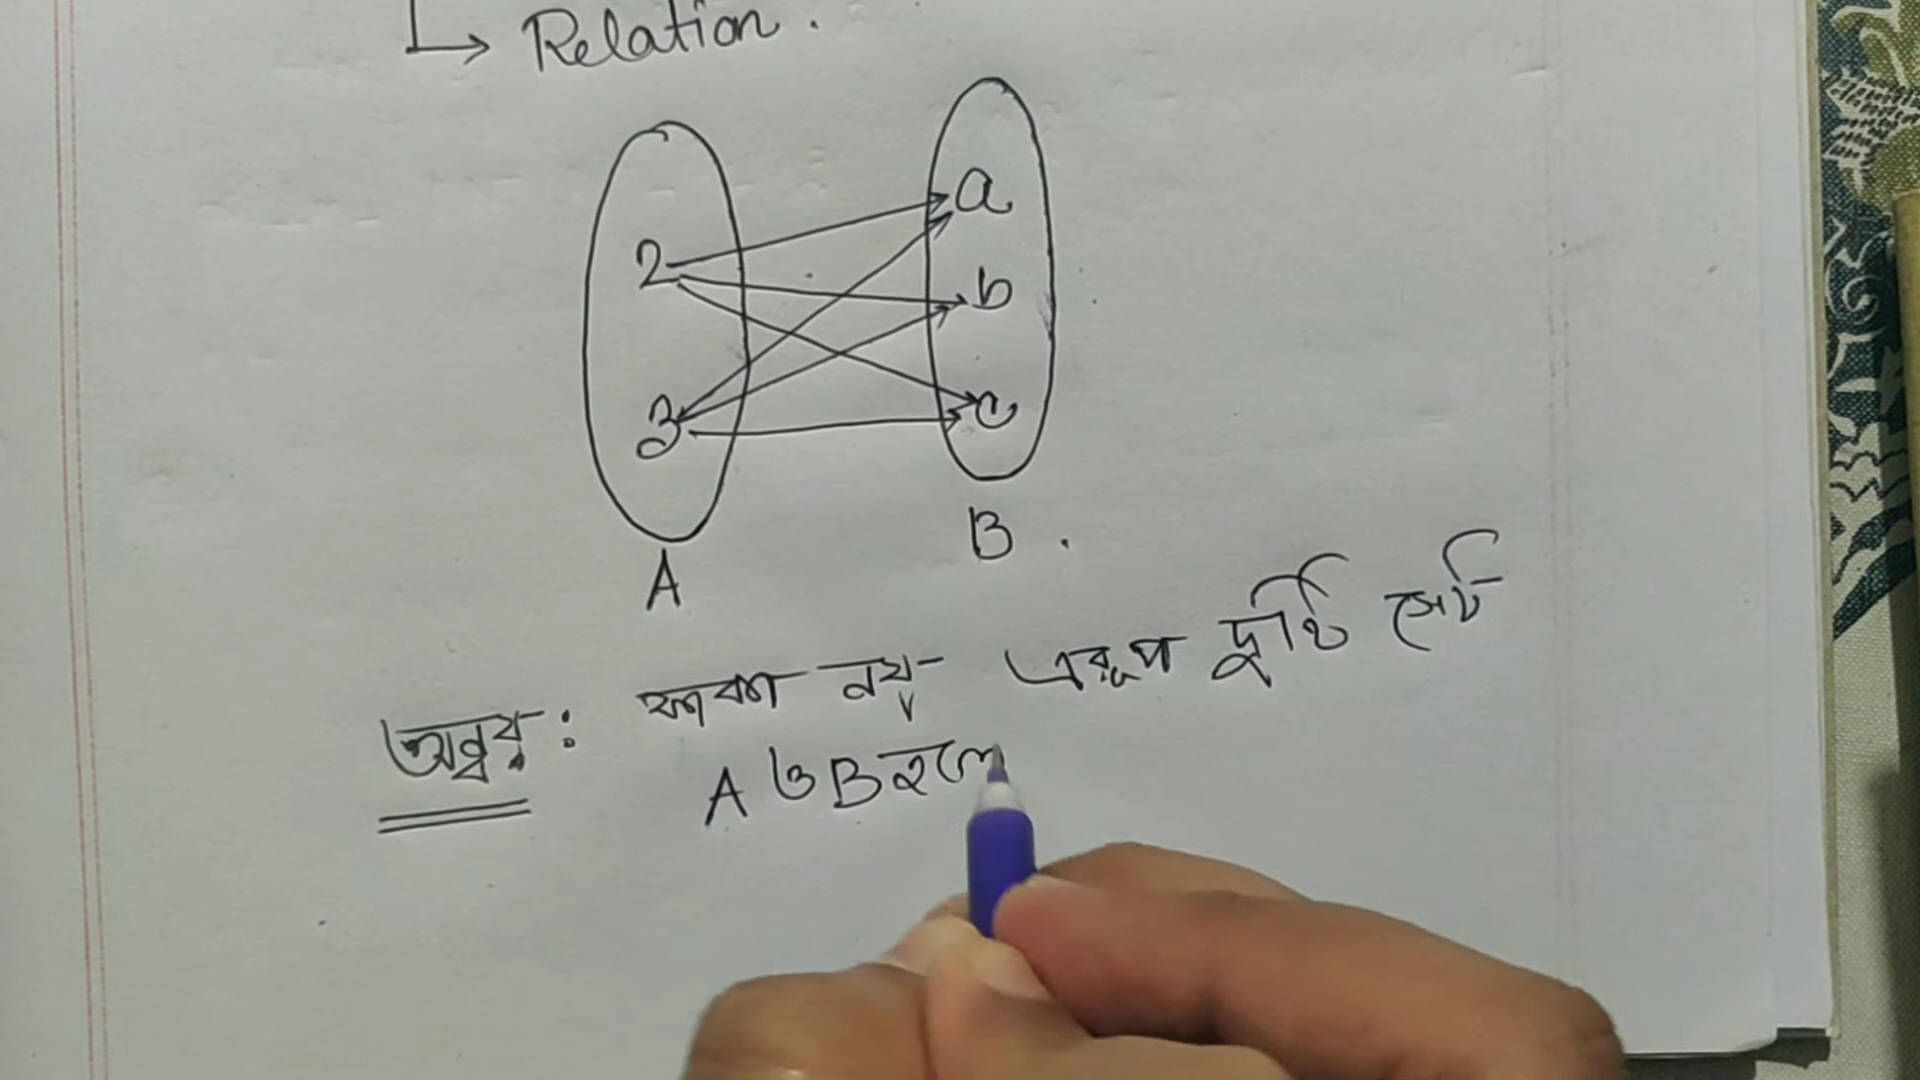 Relation.
2
3
a
b
c
A
B
অন্বয়: ফাকা নয় এরূপ দুটি সেট
A ও B হলে